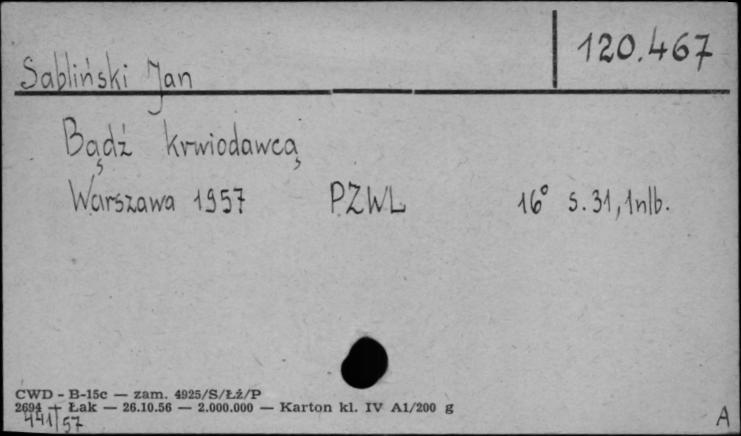 120.467
Sabliński Jan
Bądź krwiodawcą
Warszawa 1957 PZWL 16° s. 31, 1nlb.
CWD - B-15c — zam. 4925/S/Łż/P
2694 — Łak — 26.10.56 — 2.000.000 — Karton kl. IV A1/200 g
441/57 A